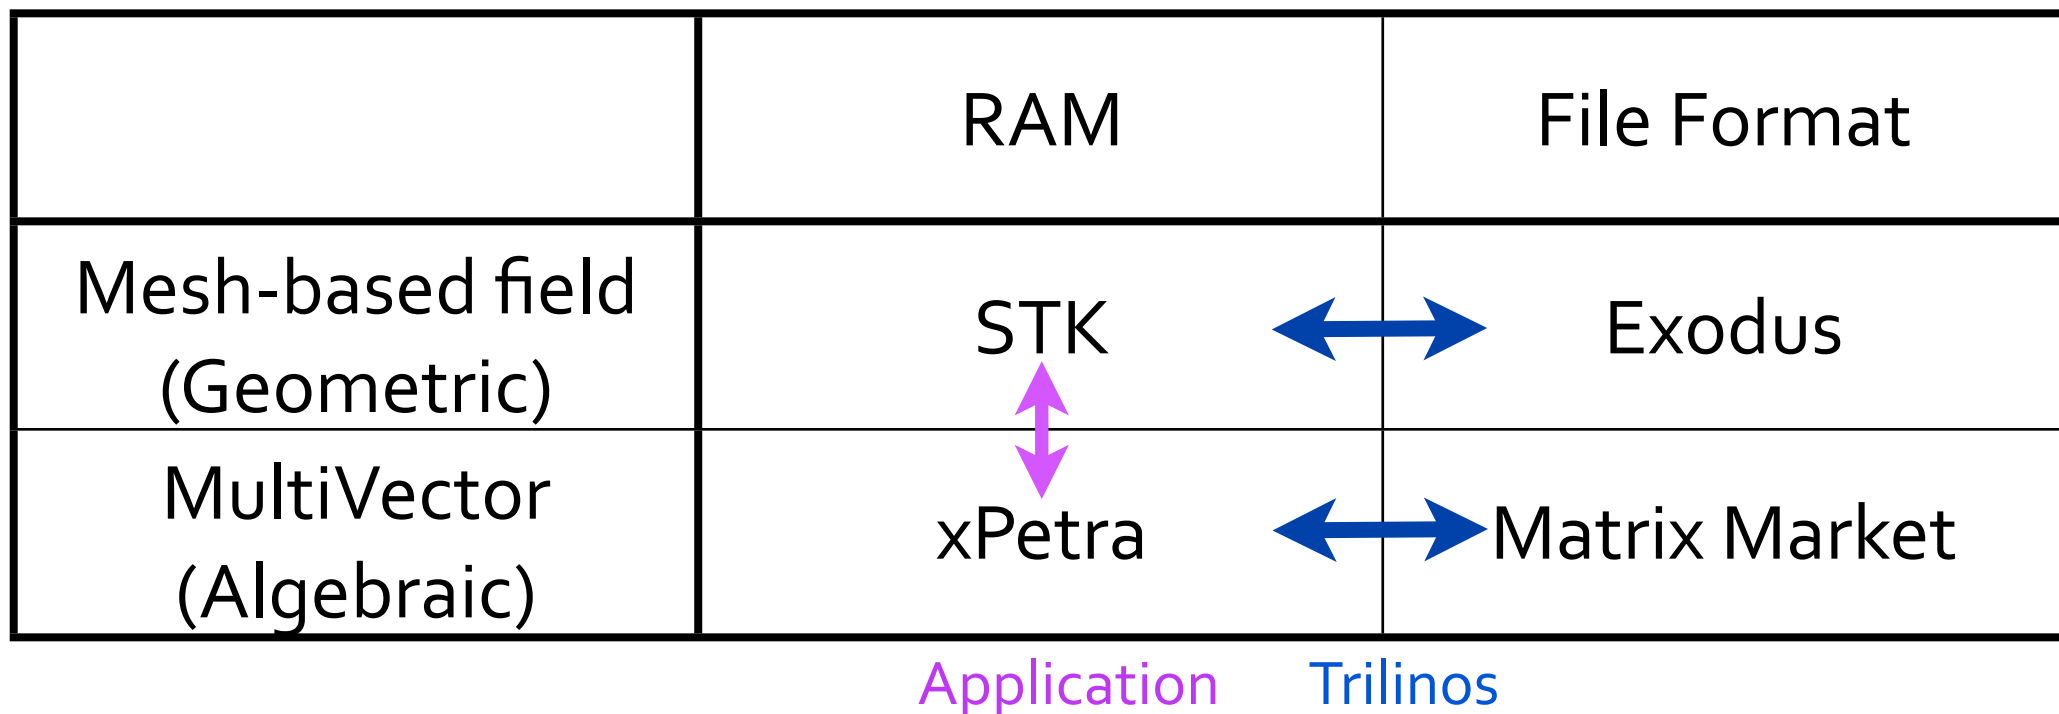 RAM
File Format
Mesh-based field
(Geometric)
STK
Exodus
MultiVector
(Algebraic)
xPetra
Matrix Market
Application
Trilinos